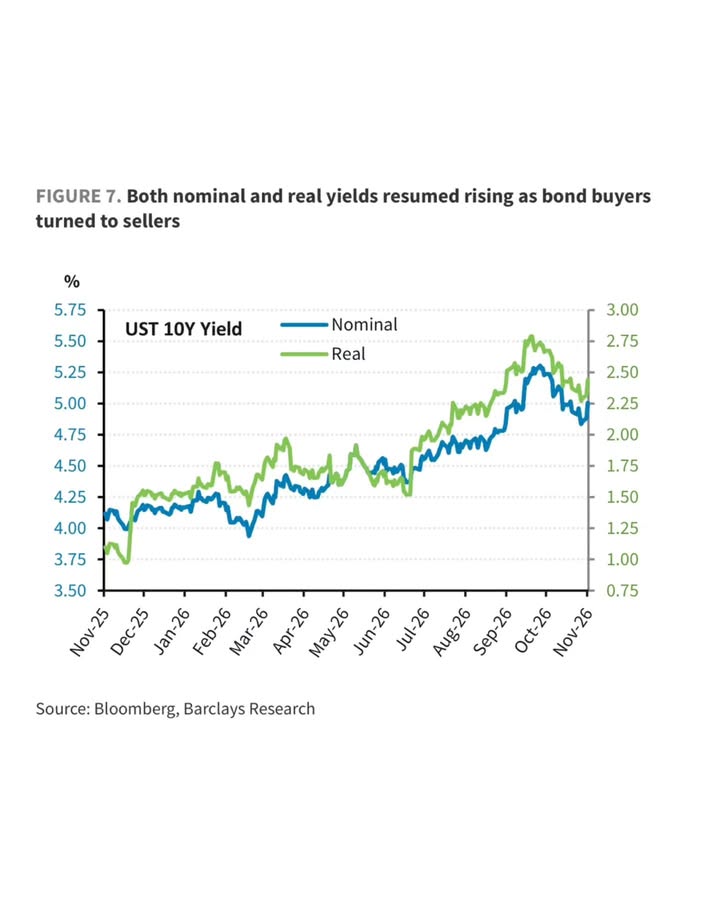 FIGURE 7. Both nominal and real yields resumed rising as bond buyers
turned to sellers
%
UST 10Y Yield
Nominal
Real
5.75
5.50
5.25
5.00
4.75
4.50
4.25
4.00
3.75
3.50
3.00
2.75
2.50
2.25
2.00
1.75
1.50
1.25
1.00
0.75
Nov-25
Dec-25
Jan-26
Feb-26
Mar-26
Apr-26
May-26
Jun-26
Jul-26
Aug-26
Sep-26
Oct-26
Nov-26
Source: Bloomberg, Barclays Research